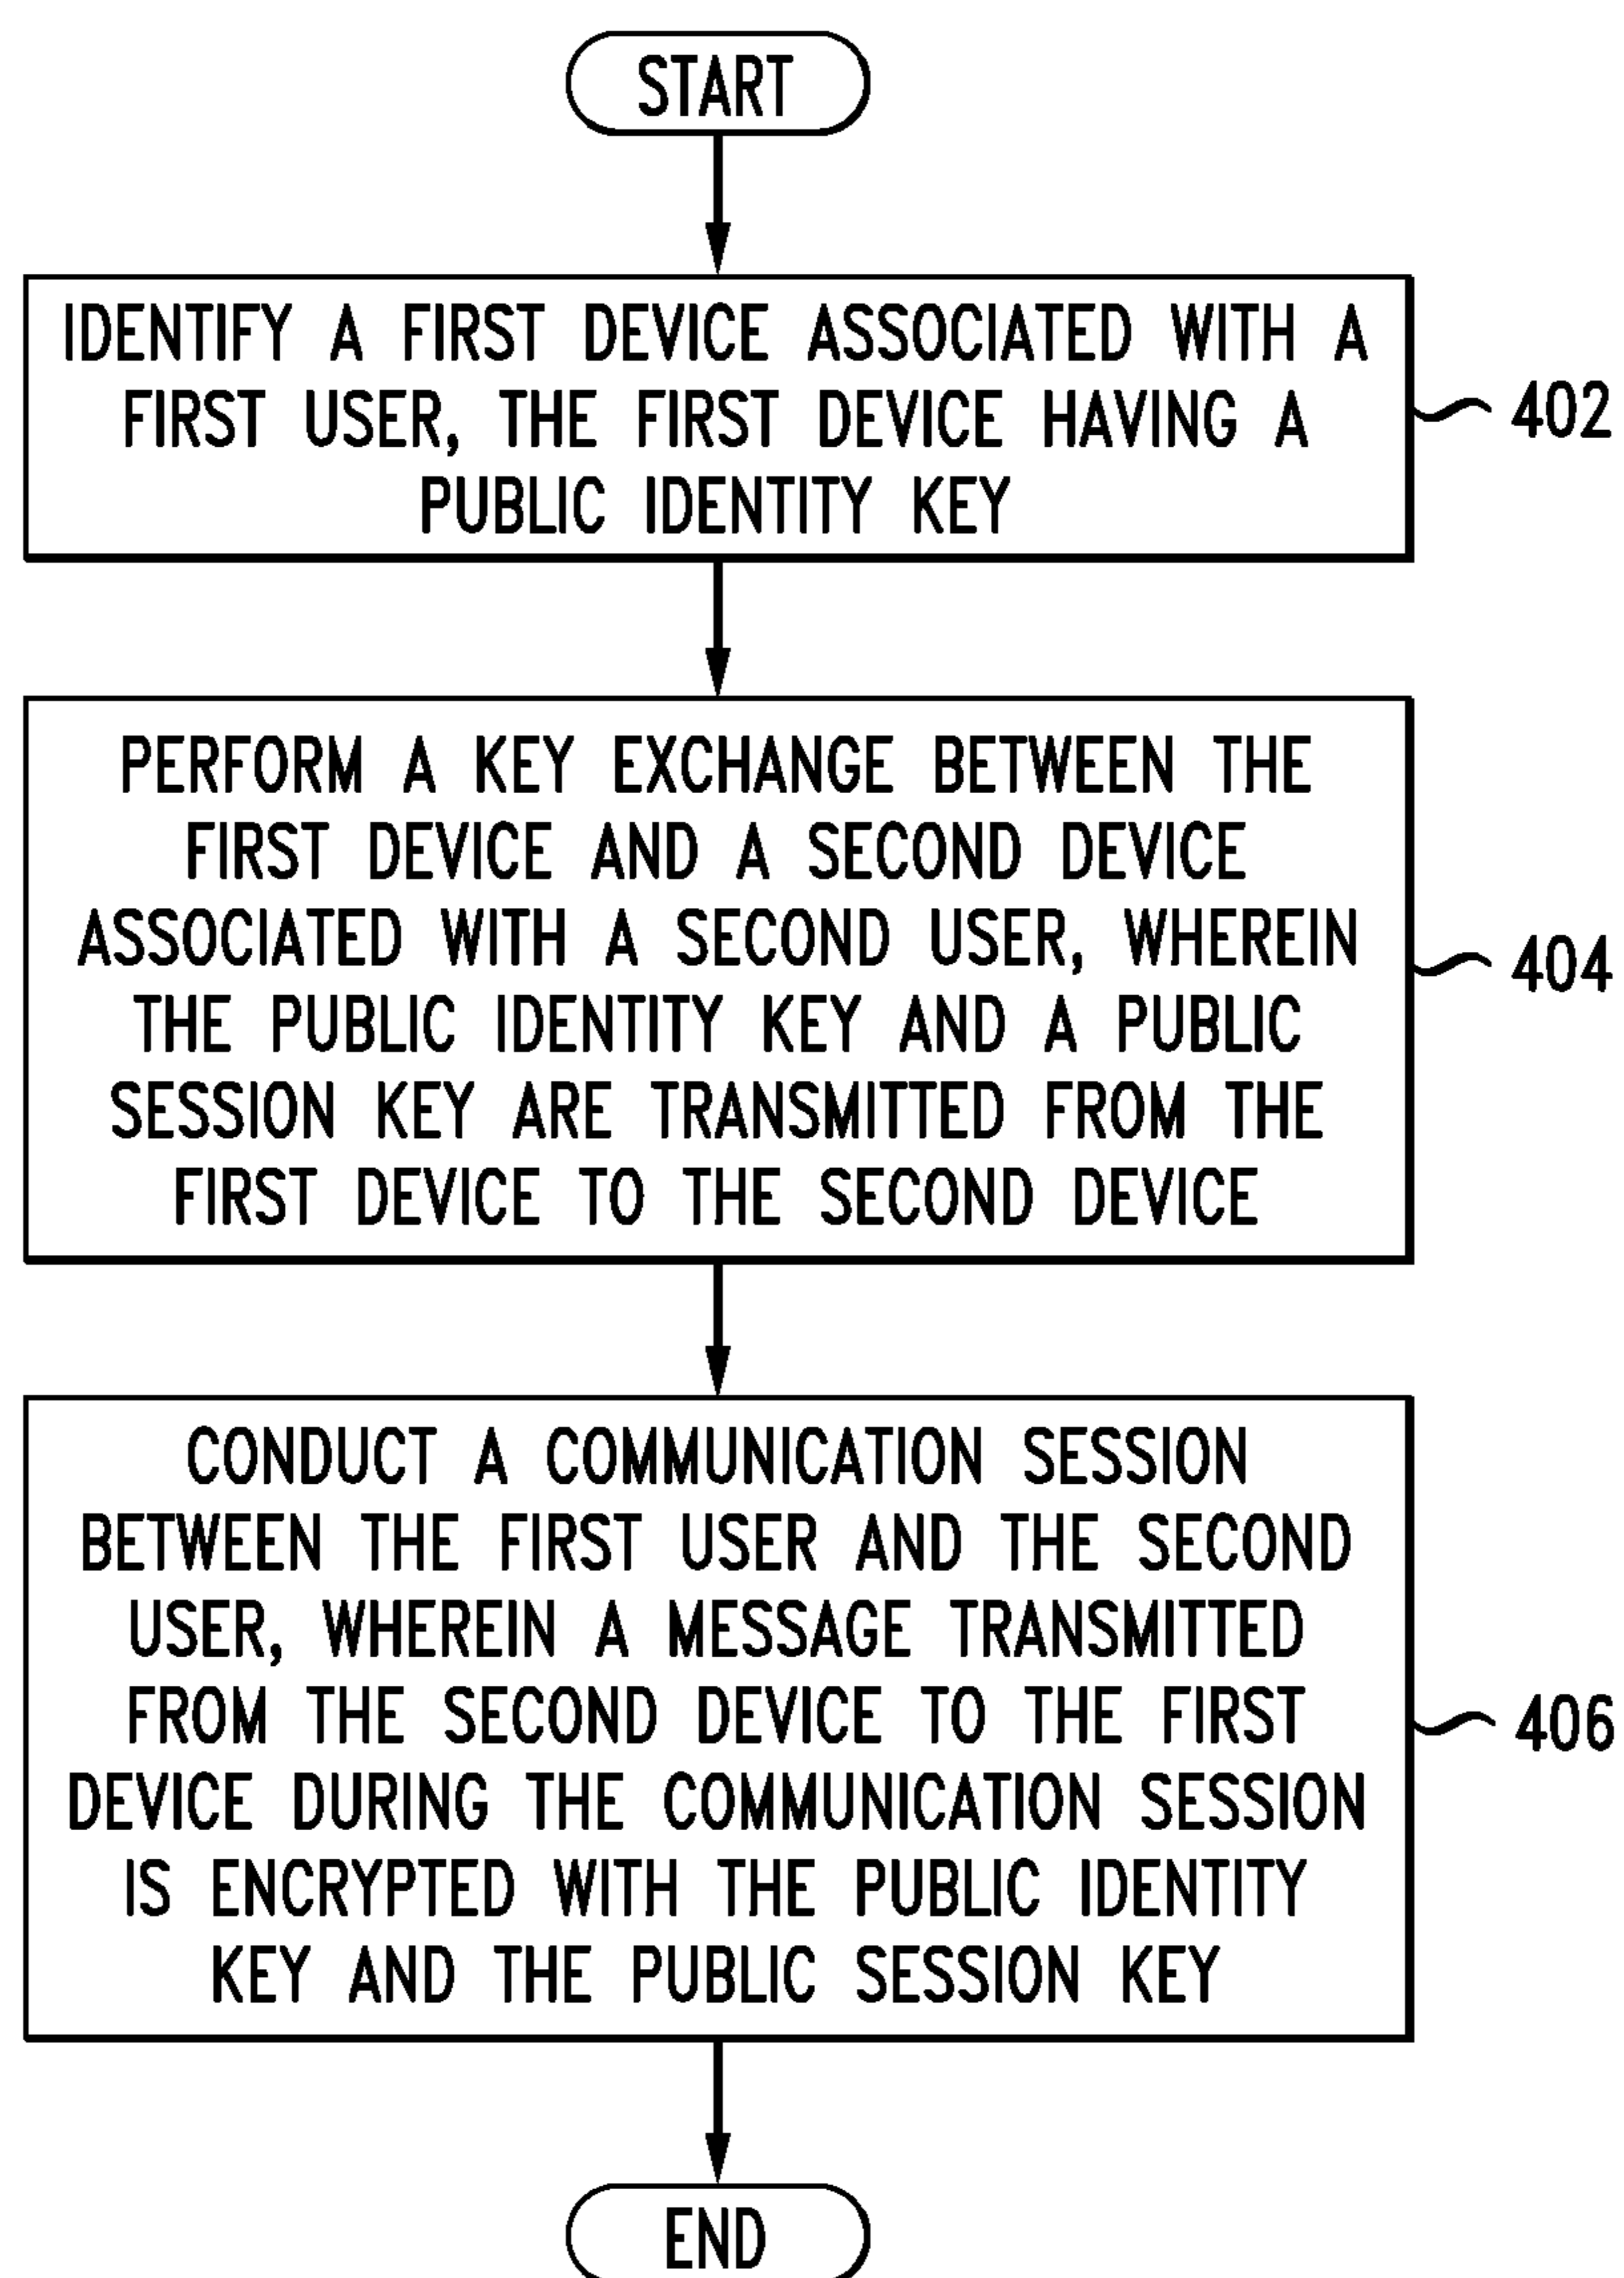 START
IDENTIFY A FIRST DEVICE ASSOCIATED WITH A
FIRST USER, THE FIRST DEVICE HAVING A
PUBLIC IDENTITY KEY
402
PERFORM A KEY EXCHANGE BETWEEN THE
FIRST DEVICE AND A SECOND DEVICE
ASSOCIATED WITH A SECOND USER, WHEREIN
THE PUBLIC IDENTITY KEY AND A PUBLIC
SESSION KEY ARE TRANSMITTED FROM THE
FIRST DEVICE TO THE SECOND DEVICE
404
CONDUCT A COMMUNICATION SESSION
BETWEEN THE FIRST USER AND THE SECOND
USER, WHEREIN A MESSAGE TRANSMITTED
FROM THE SECOND DEVICE TO THE FIRST
DEVICE DURING THE COMMUNICATION SESSION
IS ENCRYPTED WITH THE PUBLIC IDENTITY
KEY AND THE PUBLIC SESSION KEY
406
END